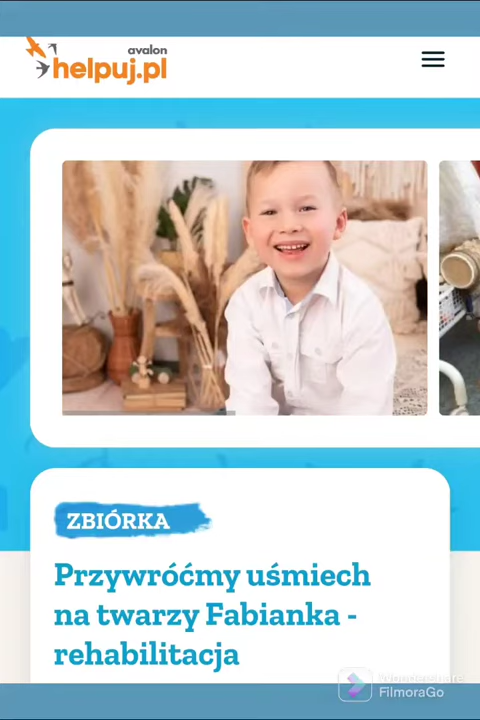 avalon
helpuj.pl
ZBIÓRKA
Przywróćmy uśmiech
na twarzy Fabianka -
rehabilitacja
FilmoraGo